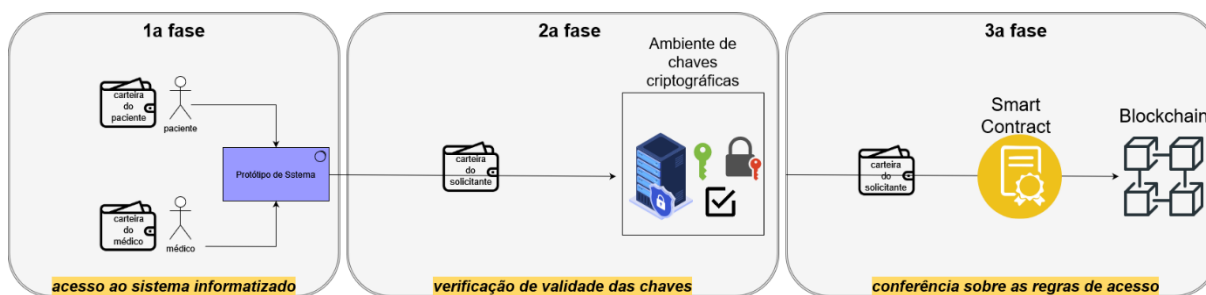 1a fase
carteira
do
paciente
paciente
Protótipo de Sstema
carteira
do
médico
médico
acesso ao sistema informatizado
2a fase
carteira
do
solicitante
Ambiente de
chaves
criptográficas
verificação de validade das chaves
3a fase
carteira
do
solicitante
Smart
Contract
Blockchain
conferência sobre as regras de acesso